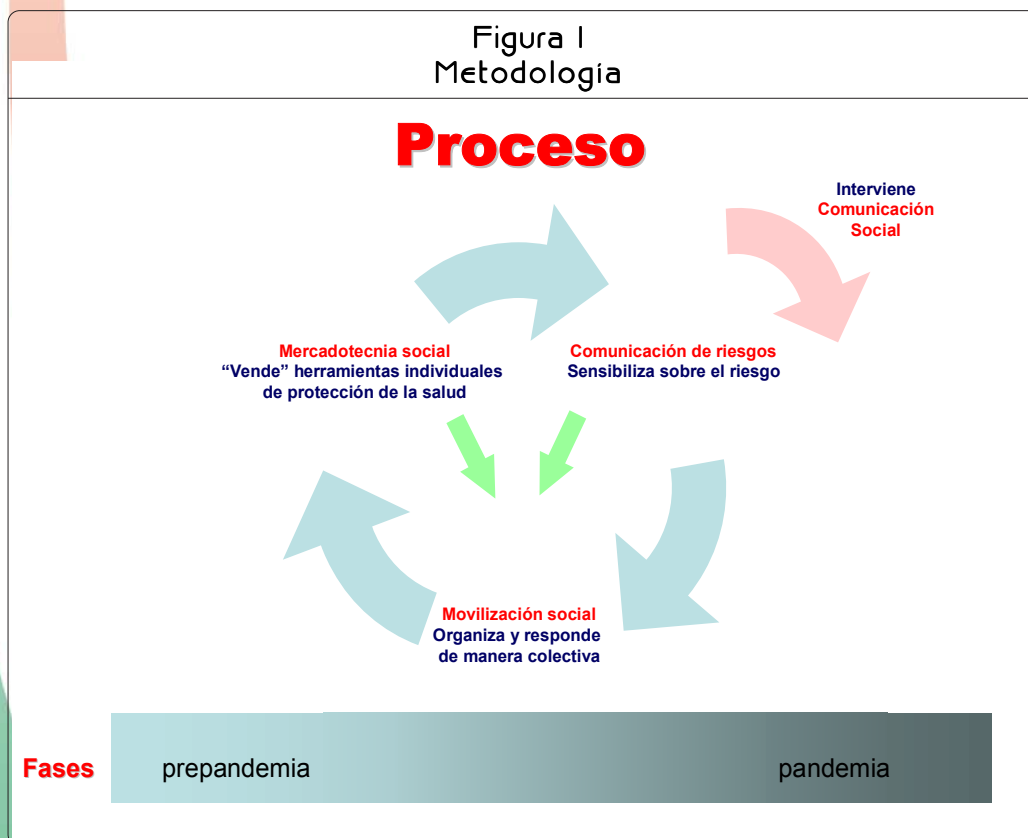 Figura 1
Metodología
Proceso
Interviene
Comunicación
Social
Mercadotecnia social
“Vende” herramientas individuales
de protección de la salud
Comunicación de riesgos
Sensibiliza sobre el riesgo
Movilización social
Organiza y responde
de manera colectiva
Fases
prepandemia
pandemia